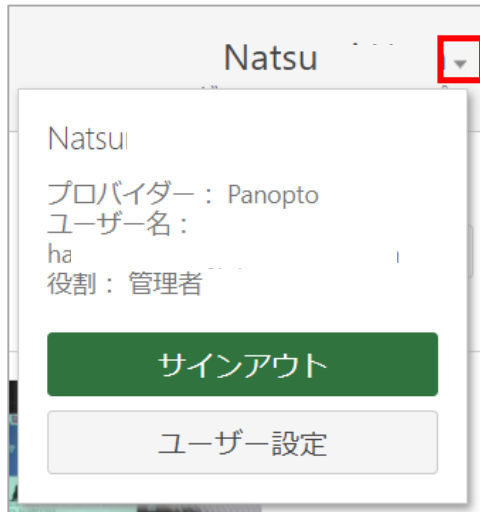 Natsu
プロバイダー： Panopto
ユーザー名：
ha
役割： 管理者
サインアウト
ユーザー設定